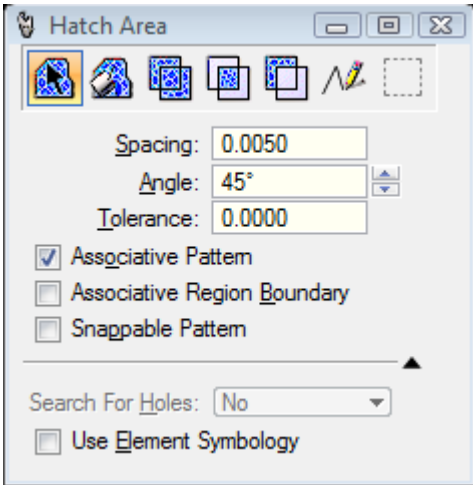 Hatch Area
Spacing: 0.0050
Angle: 45°
Tolerance: 0.0000
Associative Pattern
Associative Region Boundary
Snappable Pattern
Search For Holes: No
Use Element Symbology